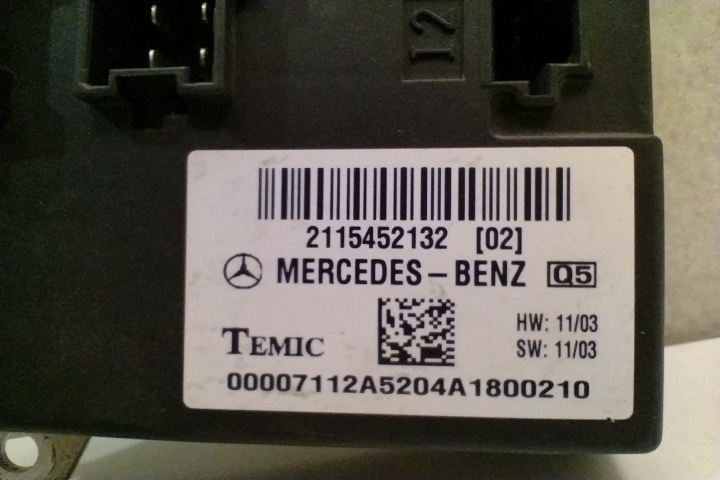 12
2115452132 [02]
MERCEDES-BENZ Q5
TEMIC
HW: 11/03
SW: 11/03
00007112A5204A1800210